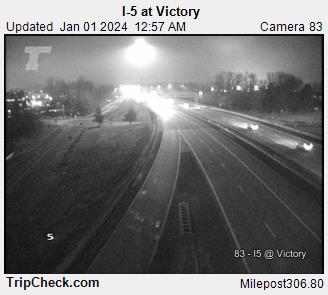 I-5 at Victory
Updated Jan 01 2024 12:57 AM Camera 83
T
S
83 - I5 @ Victory
TripCheck.com Milepost306.80